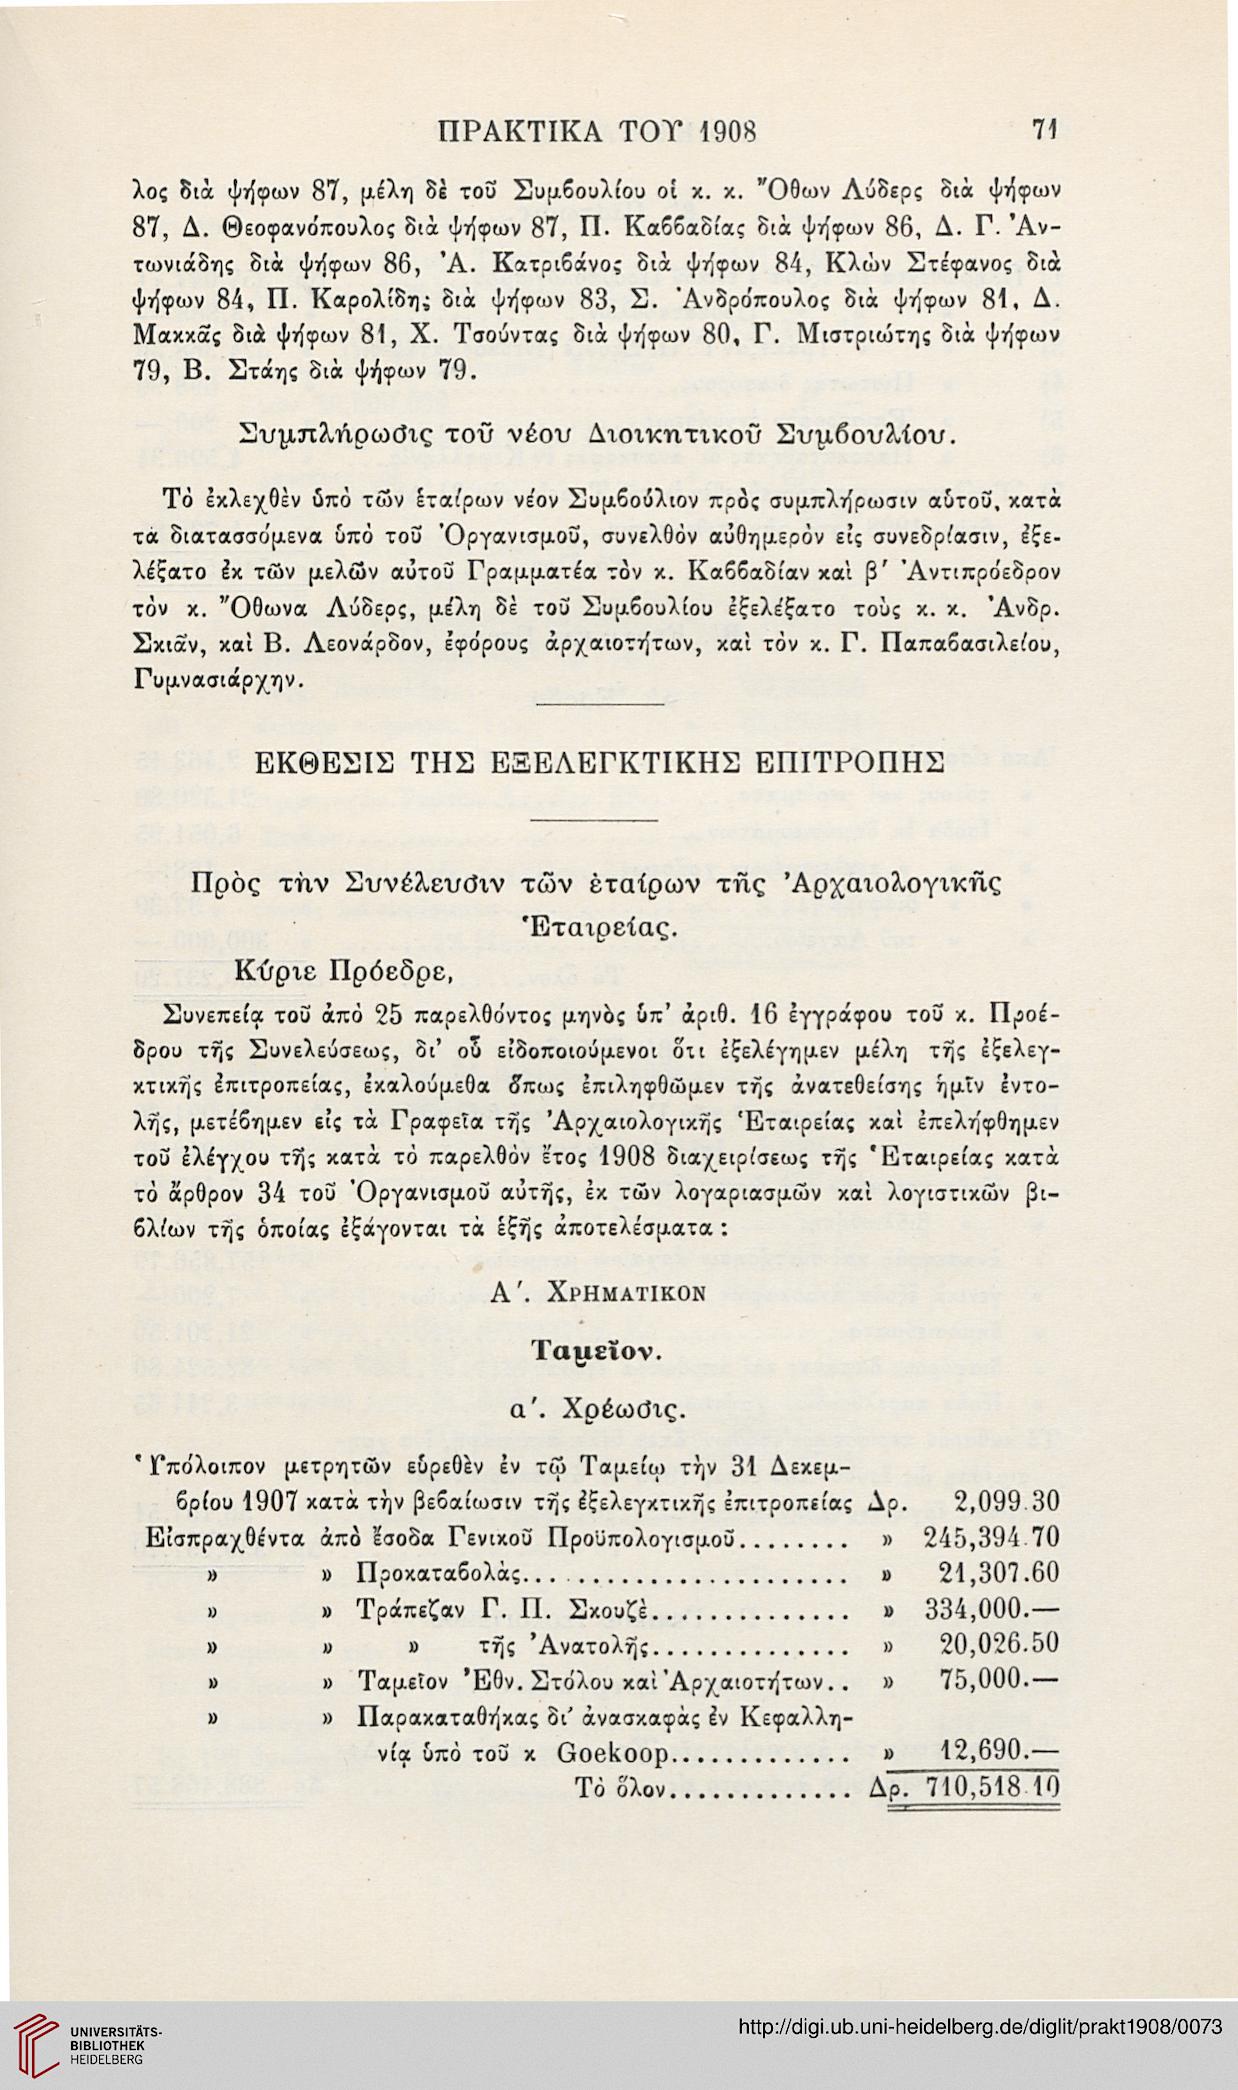 ΠΡΑΚΤΙΚΑ ΤΟΥ 1908 71
λος διὰ ψήφων 87, μέλη δὲ τοῦ Συμβουλίου οἱ κ. κ. Ὄθων Λύδερς διὰ ψήφων
87, Δ. Θεοφανόπουλος διὰ ψήφων 87, Π. Καββαδίας διὰ ψήφων 86, Δ. Γ. Ἀν-
τωνιάδης διὰ ψήφων 86, Ἀ. Κατριβάνος διὰ ψήφων 84, Κλὼν Στέφανος διὰ
ψήφων 84, Π. Καρολίδης διὰ ψήφων 83, Σ. Ἀνδρόπουλος διὰ ψήφων 81, Δ.
Μακκᾶς διὰ ψήφων 81, Χ. Τσούντας διὰ ψήφων 80, Γ. Μιστριώτης διὰ ψήφων
79, Β. Στάης διὰ ψήφων 79.
Συμπλήρωσις τοῦ νέου Διοικητικοῦ Συμβουλίου.
Τὸ ἐκλεχθὲν ὑπὸ τῶν ἑταίρων νέον Συμβούλιον πρὸς συμπλήρωσιν αὑτοῦ, κατὰ
τὰ διατασσόμενα ὑπὸ τοῦ Ὀργανισμοῦ, συνελθὸν αὐθημερὸν εἰς συνεδρίασιν, ἐξε-
λέξατο ἐκ τῶν μελῶν αὐτοῦ Γραμματέα τὸν κ. Καββαδίαν καὶ β′ Ἀντιπρόεδρον
τὸν κ. Ὄθωνα Λύδερς, μέλη δὲ τοῦ Συμβουλίου ἐξελέξατο τοὺς κ. κ. Ἀνδρ.
Σκιᾶν, καὶ Β. Λεονάρδον, ἐφόρους ἀρχαιοτήτων, καὶ τὸν κ. Γ. Παπαβασιλείου,
Γυμνασιάρχην.
ΕΚΘΕΣΙΣ ΤΗΣ ΕΞΕΛΕΓΚΤΙΚΗΣ ΕΠΙΤΡΟΠΗΣ
Πρὸς τὴν Συνέλευσιν τῶν ἑταίρων τῆς Ἀρχαιολογικῆς
Ἑταιρείας.
Κύριε Πρόεδρε,
Συνεπείᾳ τοῦ ἀπὸ 25 παρελθόντος μηνὸς ὑπ’ ἀριθ. 16 ἐγγράφου τοῦ κ. Προέ-
δρου τῆς Συνελεύσεως, δι’ οὗ εἰδοποιούμενοι ὅτι ἐξελέγημεν μέλη τῆς ἐξελεγ-
κτικῆς ἐπιτροπείας, ἐκαλούμεθα ὅπως ἐπιληφθῶμεν τῆς ἀνατεθείσης ἡμῖν ἐντο-
λῆς, μετέβημεν εἰς τὰ Γραφεῖα τῆς Ἀρχαιολογικῆς Ἑταιρείας καὶ ἐπελήφθημεν
τοῦ ἐλέγχου τῆς κατὰ τὸ παρελθὸν ἔτος 1908 διαχειρίσεως τῆς Ἑταιρείας κατὰ
τὸ ἄρθρον 34 τοῦ Ὀργανισμοῦ αὐτῆς, ἐκ τῶν λογαριασμῶν καὶ λογιστικῶν βι-
βλίων τῆς ὁποίας ἐξάγονται τὰ ἑξῆς ἀποτελέσματα :
Α′. ΧΡΗΜΑΤΙΚΟΝ
Ταμεῖον.
α′. Χρέωσις.
Ὑπόλοιπον μετρητῶν εὑρεθὲν ἐν τῷ Ταμείῳ τὴν 31 Δεκεμ-
βρίου 1907 κατὰ τὴν βεβαίωσιν τῆς ἐξελεγκτικῆς ἐπιτροπείας Δρ. 2,099.30
Εἰσπραχθέντα ἀπὸ ἔσοδα Γενικοῦ Προϋπολογισμοῦ........ » 245,394.70
» » Προκαταβολὰς...................... » 21,307.60
» » Τράπεζαν Γ. Π. Σκουζὲ............... » 334,000.—
» » » τῆς Ἀνατολῆς............... » 20,026.50
» » Ταμεῖον Ἐθν. Στόλου καὶ Ἀρχαιοτήτων.. » 75,000.—
» » Παρακαταθήκας δι’ ἀνασκαφὰς ἐν Κεφαλλη-
νίᾳ ὑπὸ τοῦ κ Goekoop............. » 12,690.—
Τὸ ὅλον............. Δρ. 710,518.10
UNIVERSITÄTS-
BIBLIOTHEK
HEIDELBERG
http://digi.ub.uni-heidelberg.de/diglit/prakt1908/0073